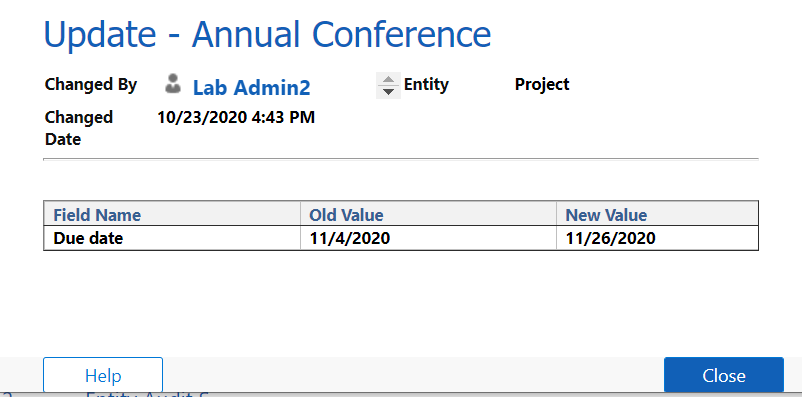 Update - Annual Conference
Changed By Lab Admin2 Entity Project
Changed Date 10/23/2020 4:43 PM
Field Name Old Value New Value
Due date 11/4/2020 11/26/2020
Help Close